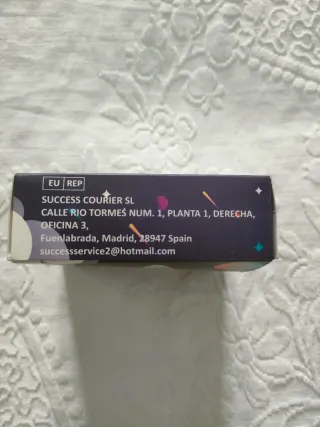 EU REP
SUCCESS COURIER SL
CALLE RIO TORMES NUM. 1, PLANTA 1, DERECHA,
OFICINA 3,
Fuenlabrada, Madrid, 28947 Spain
successservice2@hotmail.com